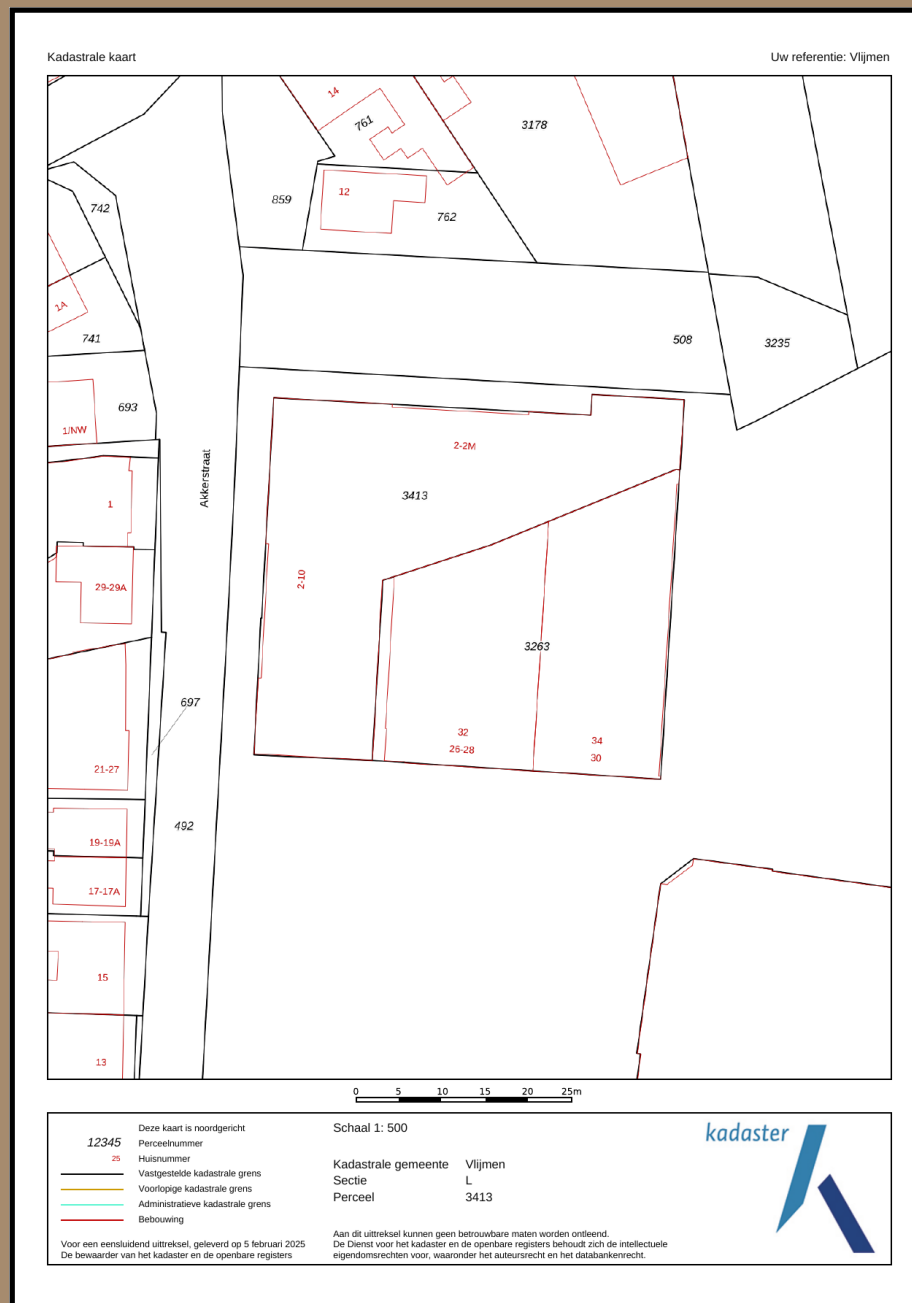 Kadastrale kaart
Uw referentie: Vlijmen
14
761
3178
12
859
762
742
1A
741
508
3235
693
1/NW
2-2M
Akkerstraat
3413
1
2-10
29-29A
3263
697
32
26-28
34
30
21-27
492
19-19A
17-17A
15
13
0 5 10 15 20 25m
Deze kaart is noordgericht
12345 Perceelnummer
25 Huisnummer
Vastgestelde kadastrale grens
Voorlopige kadastrale grens
Administratieve kadastrale grens
Bebouwing
Voor een eensluidend uittreksel, geleverd op 5 februari 2025
De bewaarder van het kadaster en de openbare registers
Schaal 1: 500
Kadastrale gemeente Vlijmen
Sectie L
Perceel 3413
Aan dit uittreksel kunnen geen betrouwbare maten worden ontleend.
De Dienst voor het kadaster en de openbare registers behoudt zich de intellectuele
eigendomsrechten voor, waaronder het auteursrecht en het databankenrecht.
kadaster